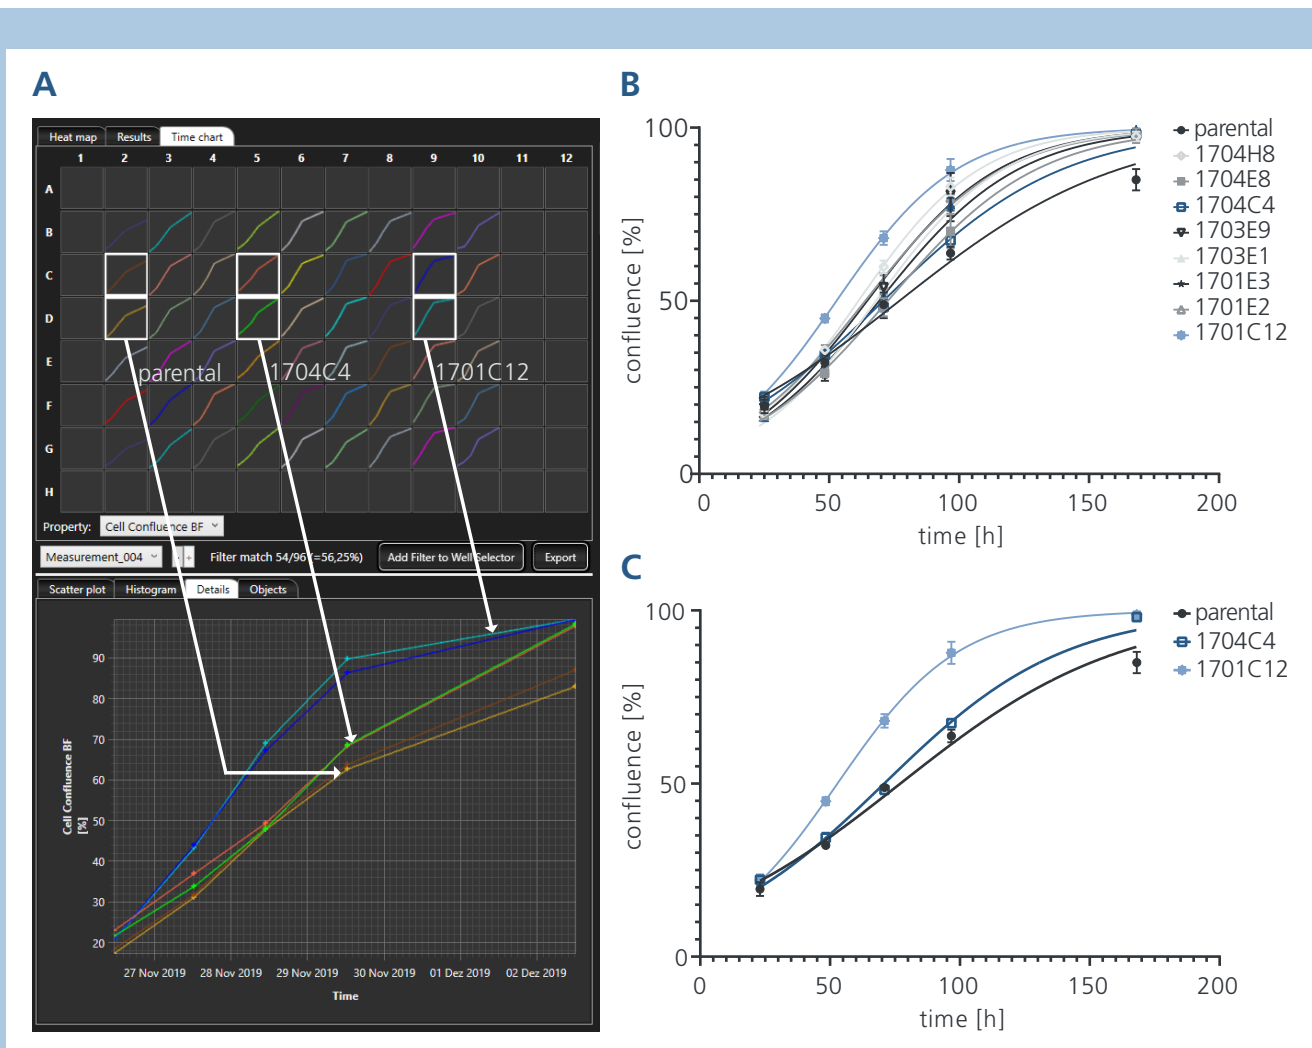 A
Heat map Results Time chart
1 2 3 4 5 6 7 8 9 10 11 12
A
B
C
D
E
F
G
H
parental 1704C4 1701C12
Property: Cell Confluence BF
Measurement_004 - + Filter match 54/96 (=56,25%) Add Filter to Well Selector Export
Scatter plot Histogram Details Objects
90
80
70
60
50
40
30
20
Cell Confluence BF
[%]
27 Nov 2019 28 Nov 2019 29 Nov 2019 30 Nov 2019 01 Dez 2019 02 Dez 2019
Time
B
100
50
0
confluence [%]
0 50 100 150 200
time [h]
parental
1704H8
1704E8
1704C4
1703E9
1703E1
1701E3
1701E2
1701C12
C
100
50
0
confluence [%]
0 50 100 150 200
time [h]
parental
1704C4
1701C12